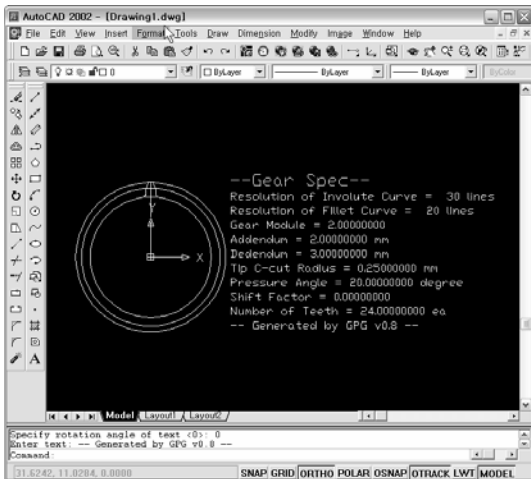 AutoCAD 2002 - [Drawing1.dwg]
File Edit View Insert Format Tools Draw Dimension Modify Image Window Help
0 ByLayer ByLayer ByLayer ByColor
--Gear Spec--
Resolution of Involute Curve = 30 lines
Resolution of Fillet Curve = 20 lines
Gear Module = 2.00000000
Addendum = 2.00000000 mm
Dedendum = 3.00000000 mm
Tip C-cut Radius = 0.25000000 mm
Pressure Angle = 20.00000000 degree
Shift Factor = 0.00000000
Number of Teeth = 24.00000000 ea
-- Generated by GPG v0.8 --
Y
X
Model Layout1 Layout2
Specify rotation angle of text <0>: 0
Enter text: -- Generated by GPG v0.8 --
Command:
31.6242, 11.0284, 0.0000 SNAP GRID ORTHO POLAR OSNAP OTRACK LWT MODEL